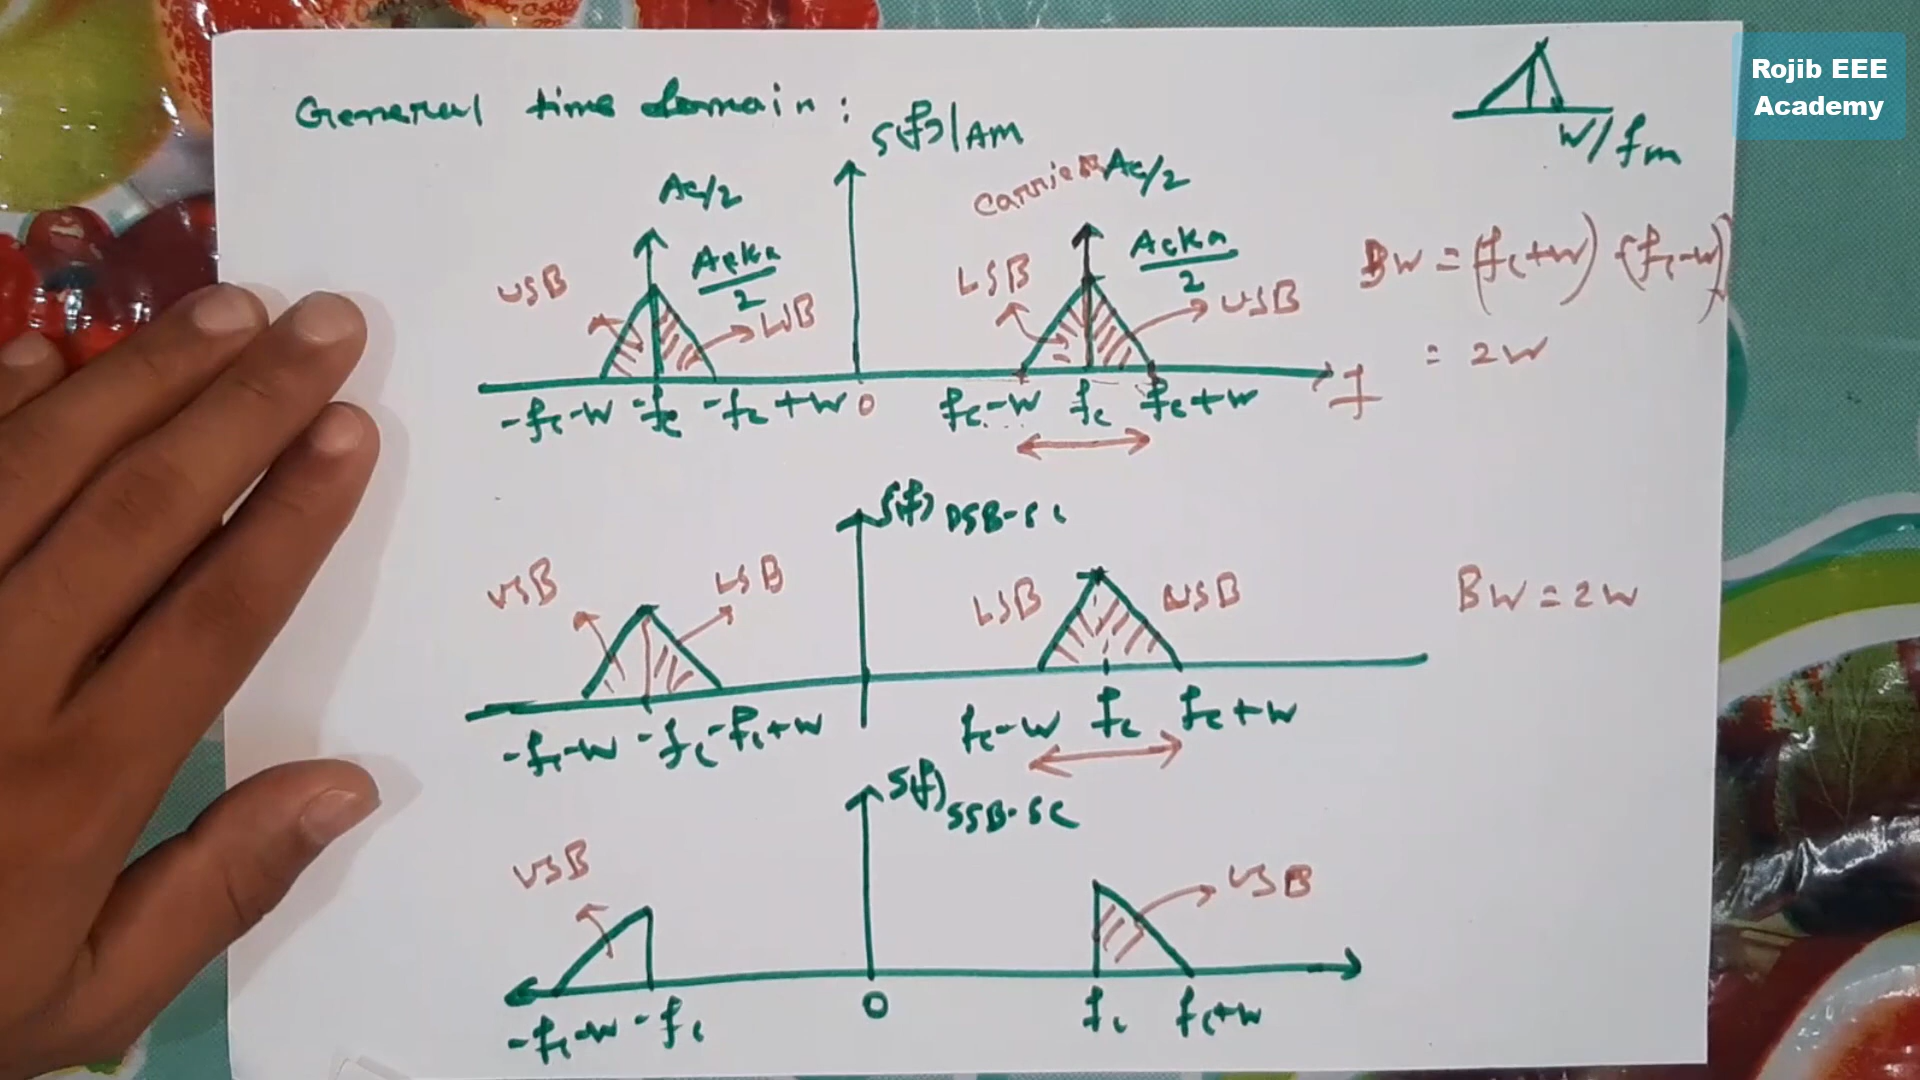 Rojib EEE
Academy
General time domain:
S(f)|AM
W/fm
Ac/2
Carrier Ac/2
USB
AcKa/2
LSB
LSB
AcKa/2
USB
BW = (fc+W) - (fc-W)
= 2W
-fc-W -fc -fc+W 0 fc-W fc fc+W f
S(f) DSB-SC
USB
LSB
LSB
USB
BW = 2W
-fc-W -fc -fc+W fc-W fc fc+W
S(f) SSB-SC
USB
USB
-fc-W -fc 0 fc fc+W